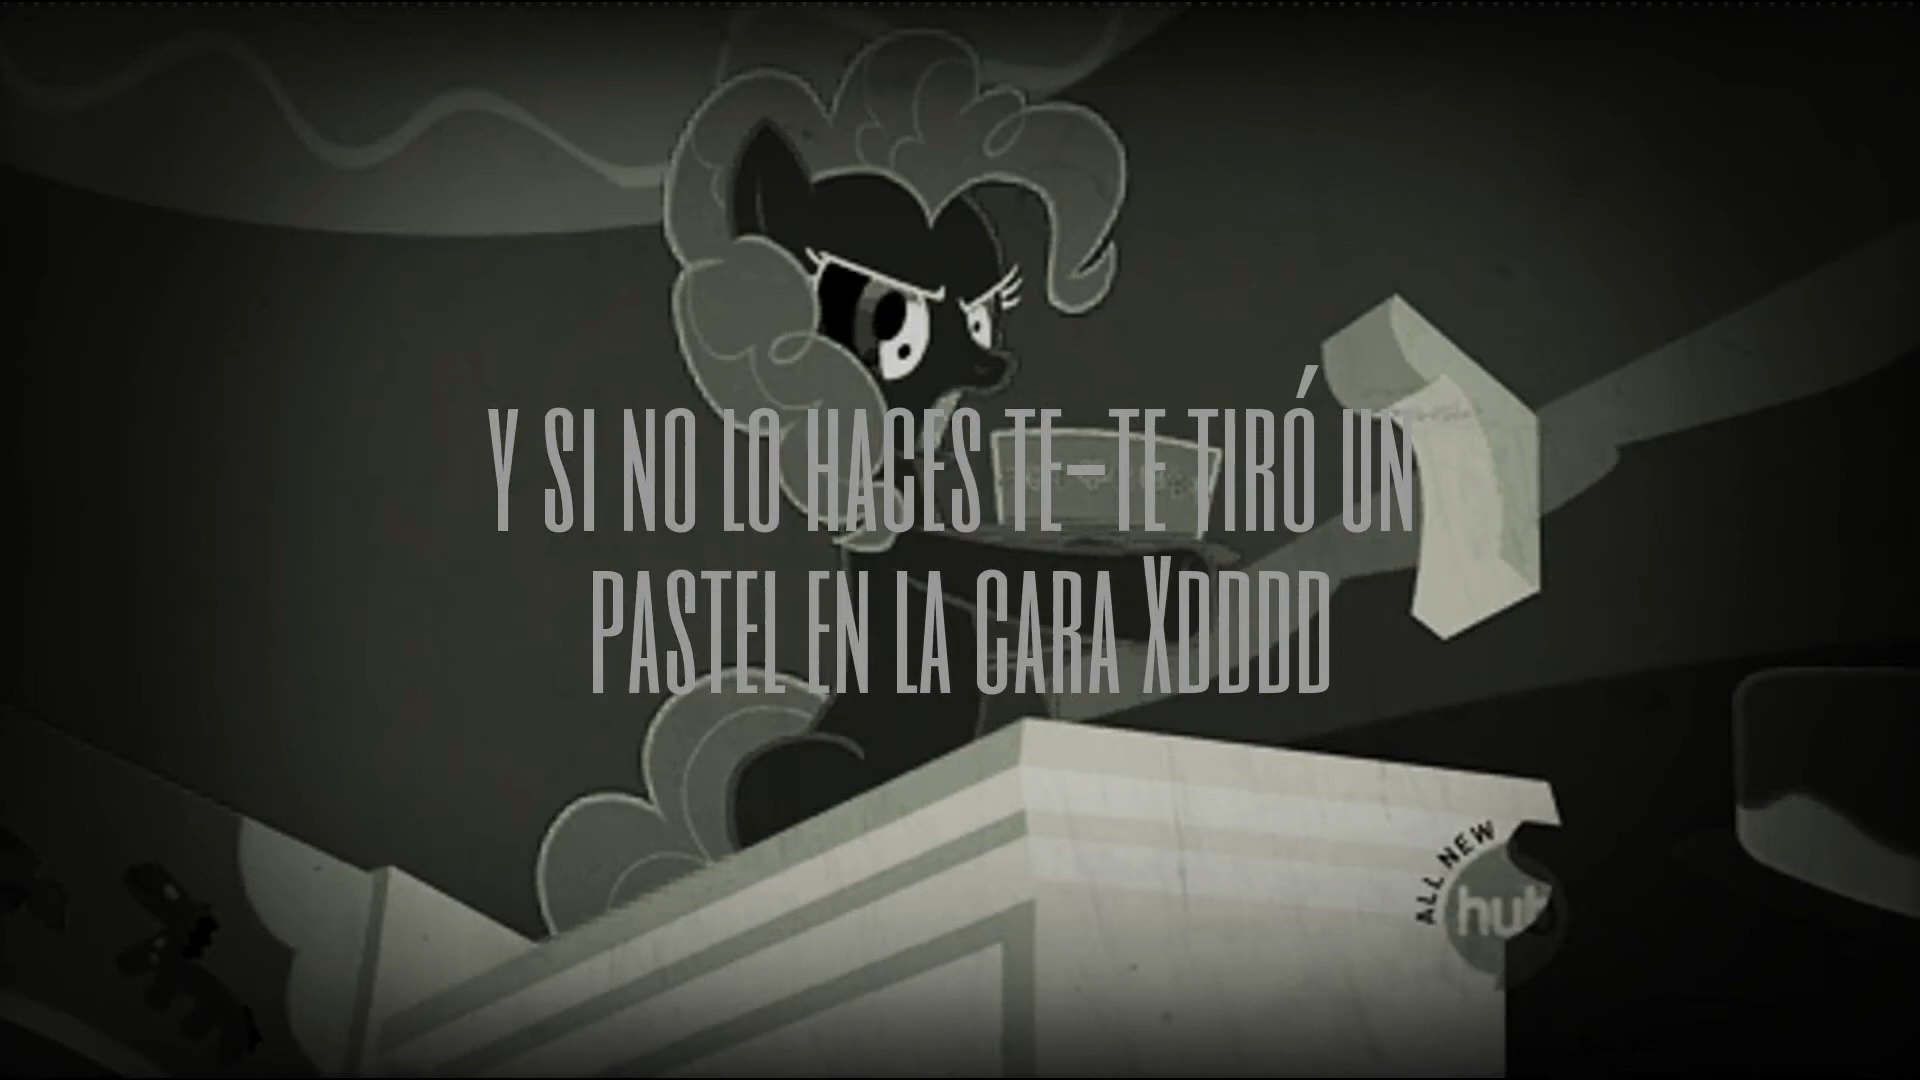 Y SI NO LO HACES TE-TE TIRÓ UN
PASTEL EN LA CARA XDDDD
ALL NEW
hub